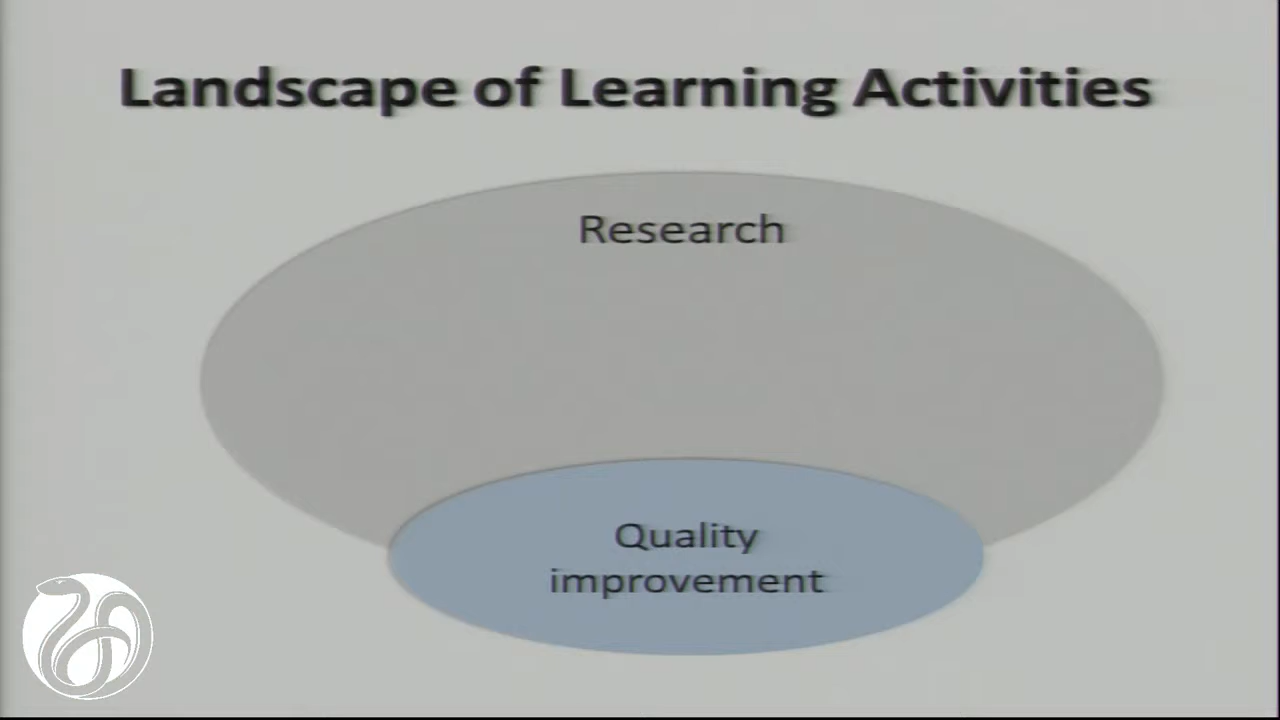 Landscape of Learning Activities
Research
Quality
improvement